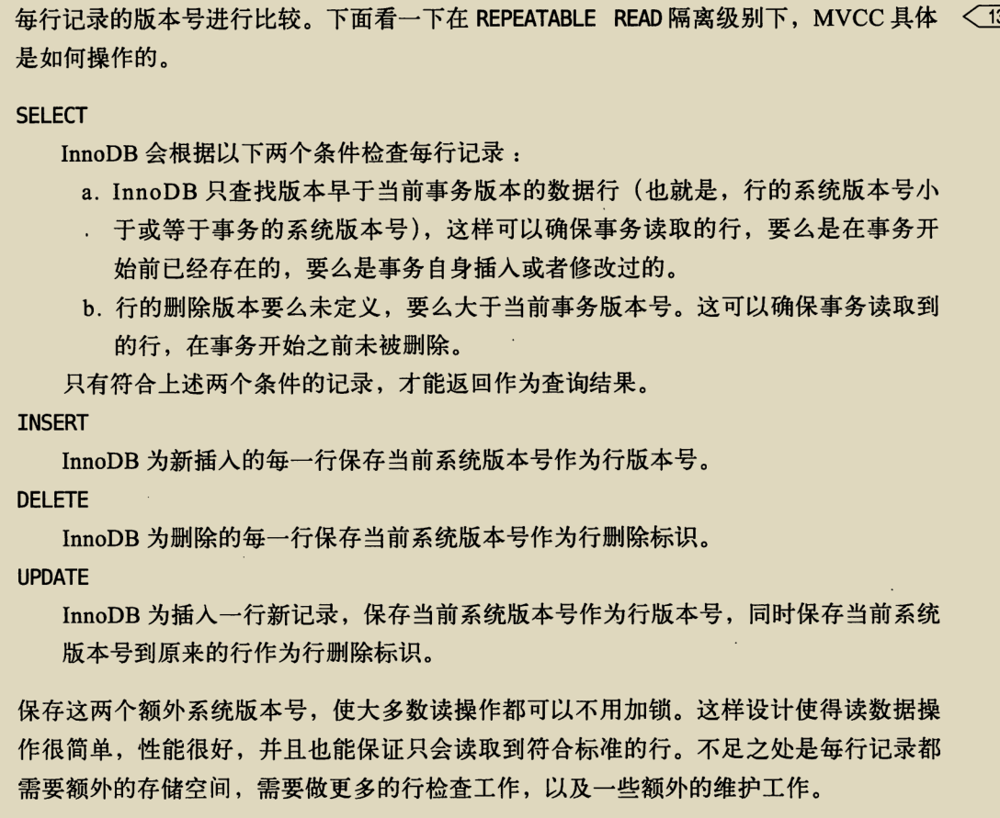 每行记录的版本号进行比较。下面看一下在 REPEATABLE READ 隔离级别下，MVCC 具体
是如何操作的。
SELECT
InnoDB 会根据以下两个条件检查每行记录：
a. InnoDB 只查找版本早于当前事务版本的数据行（也就是，行的系统版本号小
于或等于事务的系统版本号），这样可以确保事务读取的行，要么是在事务开
始前已经存在的，要么是事务自身插入或者修改过的。
b. 行的删除版本要么未定义，要么大于当前事务版本号。这可以确保事务读取到
的行，在事务开始之前未被删除。
只有符合上述两个条件的记录，才能返回作为查询结果。
INSERT
InnoDB 为新插入的每一行保存当前系统版本号作为行版本号。
DELETE
InnoDB 为删除的每一行保存当前系统版本号作为行删除标识。
UPDATE
InnoDB 为插入一行新记录，保存当前系统版本号作为行版本号，同时保存当前系统
版本号到原来的行作为行删除标识。
保存这两个额外系统版本号，使大多数读操作都可以不用加锁。这样设计使得读数据操
作很简单，性能很好，并且也能保证只会读取到符合标准的行。不足之处是每行记录都
需要额外的存储空间，需要做更多的行检查工作，以及一些额外的维护工作。